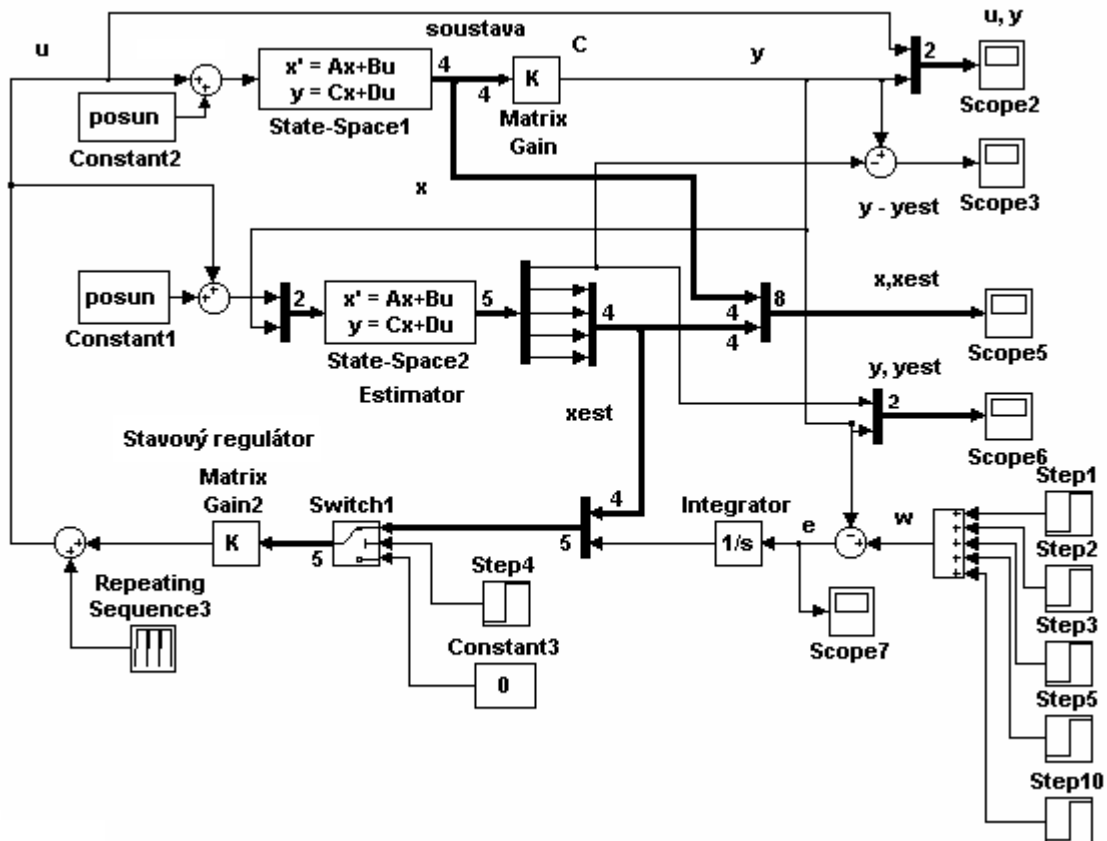 u, y
soustava
u
C
y
x' = Ax+Bu
y = Cx+Du
4
4
K
2
Scope2
posun
State-Space1
Matrix
Gain
Constant2
x
y - yest
Scope3
posun
2
x' = Ax+Bu
y = Cx+Du
5
4
4
4
8
x,xest
Constant1
State-Space2
Scope5
Estimator
y, yest
xest
2
Stavový regulátor
Scope6
Matrix
Gain2
Switch1
4
Integrator
e
w
Step1
K
5
5
1/s
Step2
Step4
Repeating
Sequence3
Step3
Constant3
Scope7
0
Step5
Step10